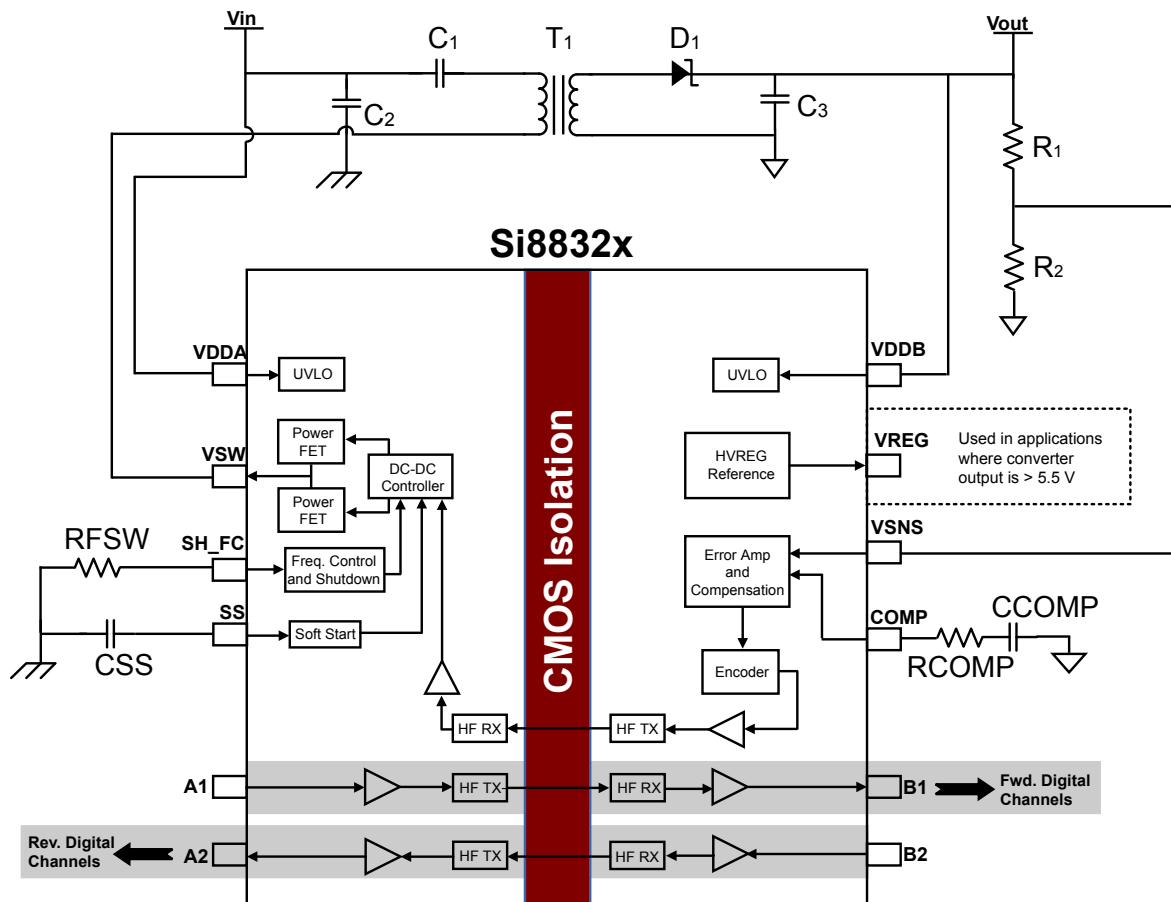 Vin
C1
T1
D1
Vout
C2
C3
R1
R2
Si8832x
VDDA
UVLO
UVLO
VDDB
Power
FET
VSW
DC-DC
Controller
Power
FET
HVREG
Reference
VREG
Used in applications
where converter
output is > 5.5 V
CMOS Isolation
RFSW
SH_FC
Freq. Control
and Shutdown
VSNS
Error Amp
and
Compensation
SS
Soft Start
CSS
COMP
CCOMP
RCOMP
Encoder
HF RX
HF TX
A1
HF TX
HF RX
B1
Fwd. Digital
Channels
Rev. Digital
Channels
A2
HF TX
HF RX
B2